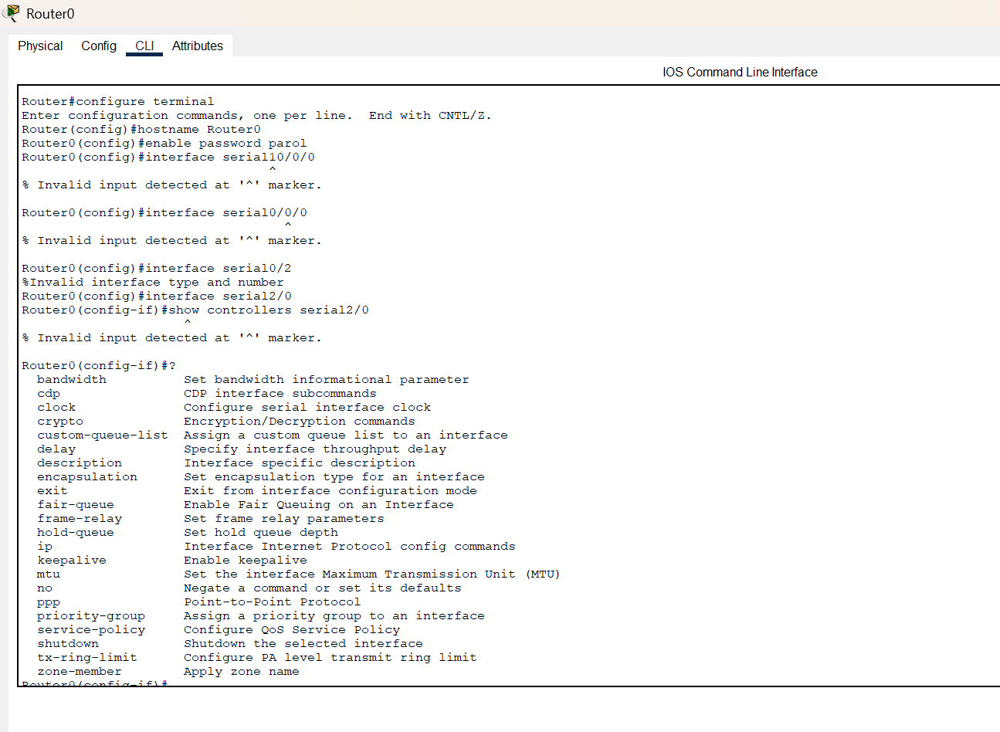 Router0
Physical Config CLI Attributes
IOS Command Line Interface
Router#configure terminal
Enter configuration commands, one per line.  End with CNTL/Z.
Router(config)#hostname Router0
Router0(config)#enable password parol
Router0(config)#interface serial10/0/0
^
% Invalid input detected at '^' marker.
Router0(config)#interface serial0/0/0
^
% Invalid input detected at '^' marker.
Router0(config)#interface serial0/2
%Invalid interface type and number
Router0(config)#interface serial2/0
Router0(config-if)#show controllers serial2/0
^
% Invalid input detected at '^' marker.
Router0(config-if)#?
bandwidth Set bandwidth informational parameter
cdp CDP interface subcommands
clock Configure serial interface clock
crypto Encryption/Decryption commands
custom-queue-list Assign a custom queue list to an interface
delay Specify interface throughput delay
description Interface specific description
encapsulation Set encapsulation type for an interface
exit Exit from interface configuration mode
fair-queue Enable Fair Queuing on an Interface
frame-relay Set frame relay parameters
hold-queue Set hold queue depth
ip Interface Internet Protocol config commands
keepalive Enable keepalive
mtu Set the interface Maximum Transmission Unit (MTU)
no Negate a command or set its defaults
ppp Point-to-Point Protocol
priority-group Assign a priority group to an interface
service-policy Configure QoS Service Policy
shutdown Shutdown the selected interface
tx-ring-limit Configure PA level transmit ring limit
zone-member Apply zone name
Router0(config-if)#